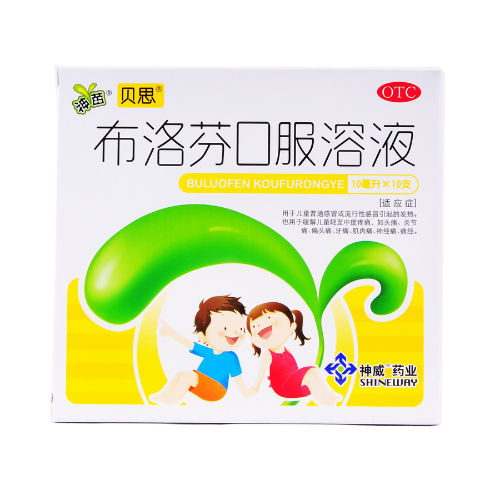 神苗® 贝思®
OTC
布洛芬口服溶液
BULUOFEN KOUFURONGYE
10毫升×10支
[适应症]
用于儿童普通感冒或流行性感冒引起的发热。
也用于缓解儿童轻至中度疼痛，如头痛、关节
痛、偏头痛、牙痛、肌肉痛、神经痛、痛经。
神威®药业
SHINEWAY